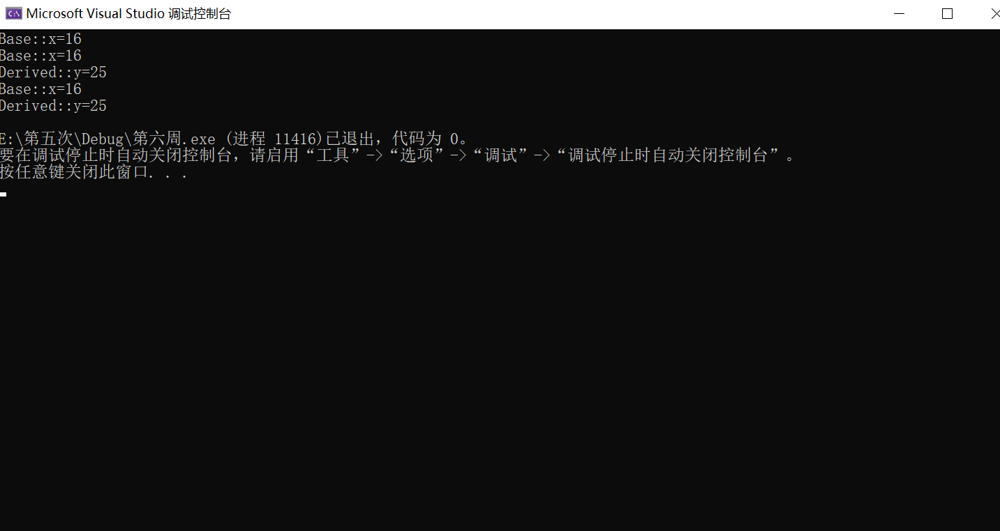 Microsoft Visual Studio 调试控制台
Base::x=16
Base::x=16
Derived::y=25
Base::x=16
Derived::y=25
E:\第五次\Debug\第六周.exe (进程 11416)已退出，代码为 0。
要在调试停止时自动关闭控制台，请启用“工具”->“选项”->“调试”->“调试停止时自动关闭控制台”。
按任意键关闭此窗口. . .